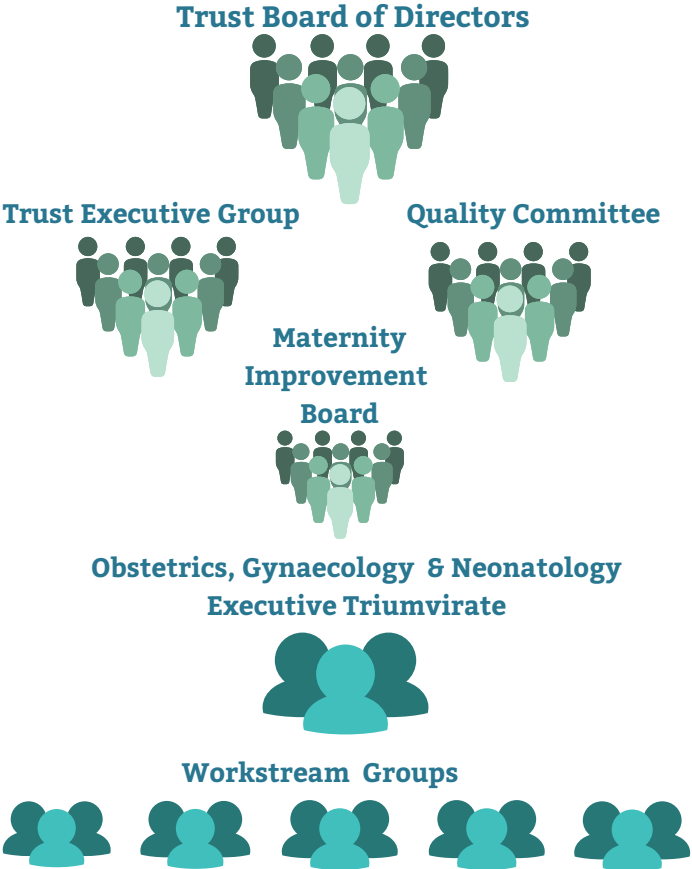 Trust Board of Directors
Trust Executive Group
Quality Committee
Maternity
Improvement
Board
Obstetrics, Gynaecology & Neonatology
Executive Triumvirate
Workstream Groups